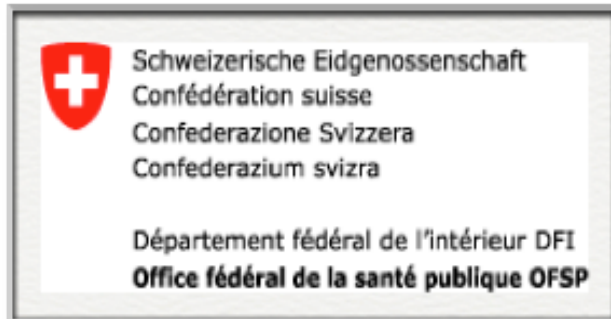 Schweizerische Eidgenossenschaft
Confédération suisse
Confederazione Svizzera
Confederazium svizra
Département fédéral de l'intérieur DFI
Office fédéral de la santé publique OFSP